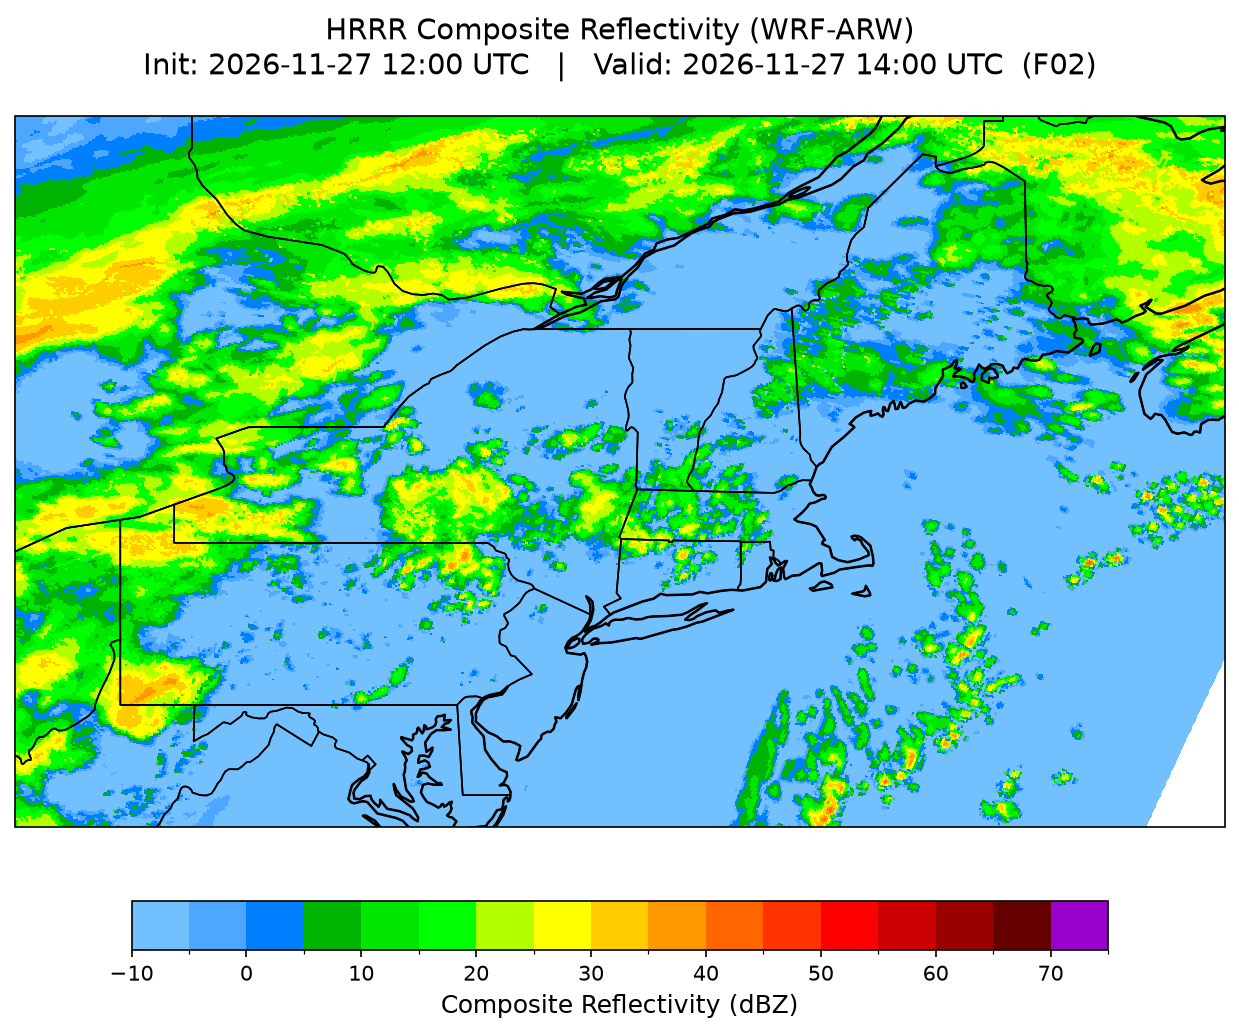 HRRR Composite Reflectivity (WRF-ARW)
Init: 2026-11-27 12:00 UTC | Valid: 2026-11-27 14:00 UTC (F02)
−10 0 10 20 30 40 50 60 70
Composite Reflectivity (dBZ)